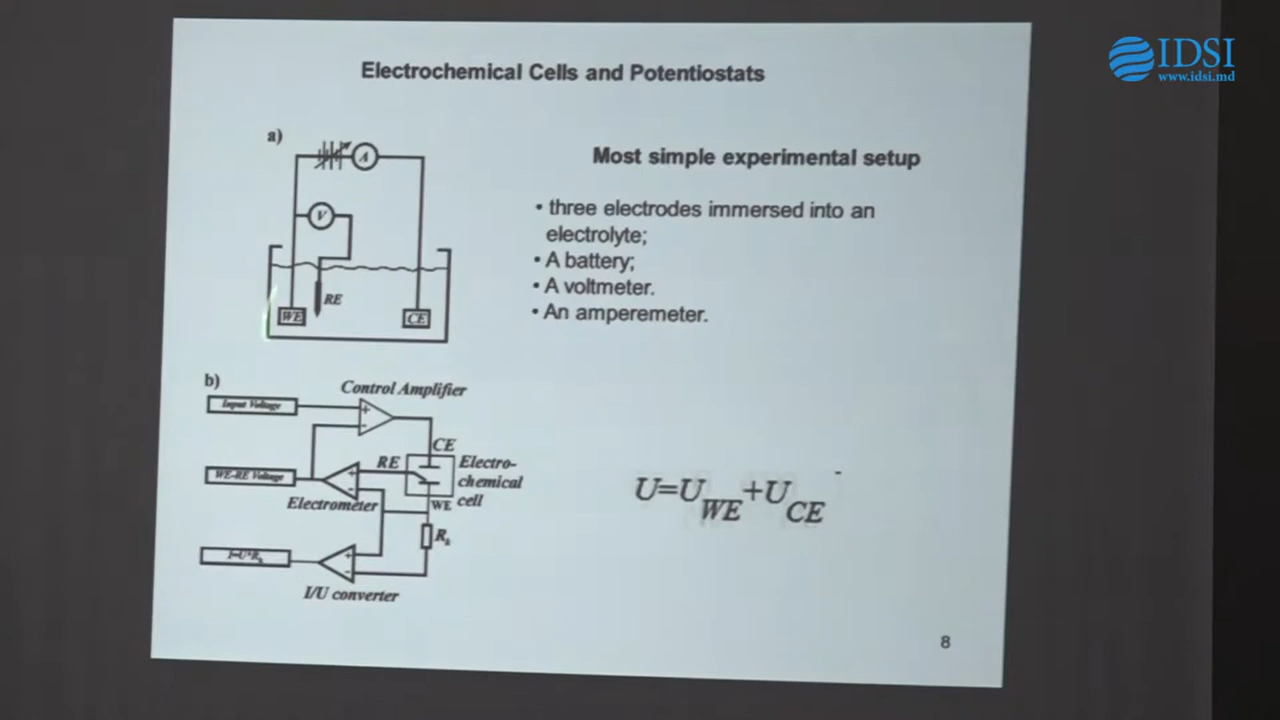 IDSI
www.idsi.md
Electrochemical Cells and Potentiostats
a)
A
V
RE
WE
CE
Most simple experimental setup
• three electrodes immersed into an
electrolyte;
• A battery;
• A voltmeter.
• An amperemeter.
b)
Control Amplifier
Input Voltage
+
-
CE
RE
Electro-
chemical
cell
WE-RE Voltage
+
-
Electrometer
WE
R
+
-
I/U converter
U=U WE +U CE
8